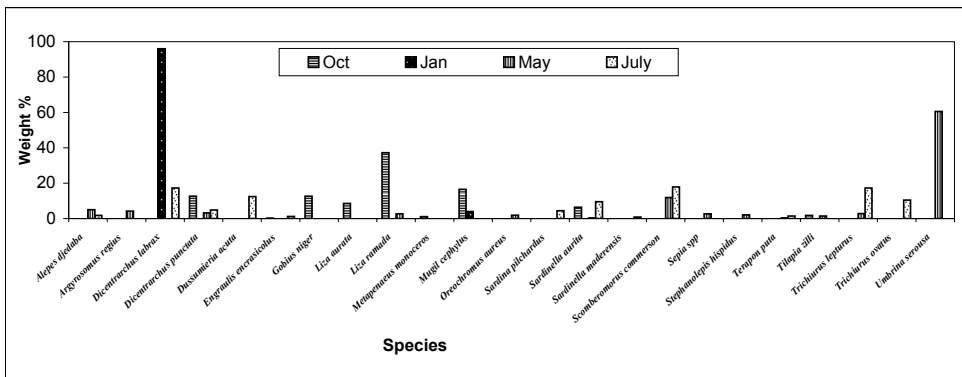 100
80
60
40
20
0
Weight %
Oct
Jan
May
July
Alepes djedaba
Argyrosomus regius
Dicentrarchus labrax
Dicentrarchus punctata
Dussumieria acuta
Engraulis encrasicolus
Gobius niger
Liza aurata
Liza ramada
Metapenaeus monoceros
Mugil cephylus
Oreochromus aureus
Sardina pilchardus
Sardinella aurita
Sardinella maderensis
Scomberomorus commerson
Sepia spp
Stephanolepis hispidus
Terapon puta
Tilapia zilli
Trichiurus lepturus
Trichiurus ovatus
Umbrina serousa
Species